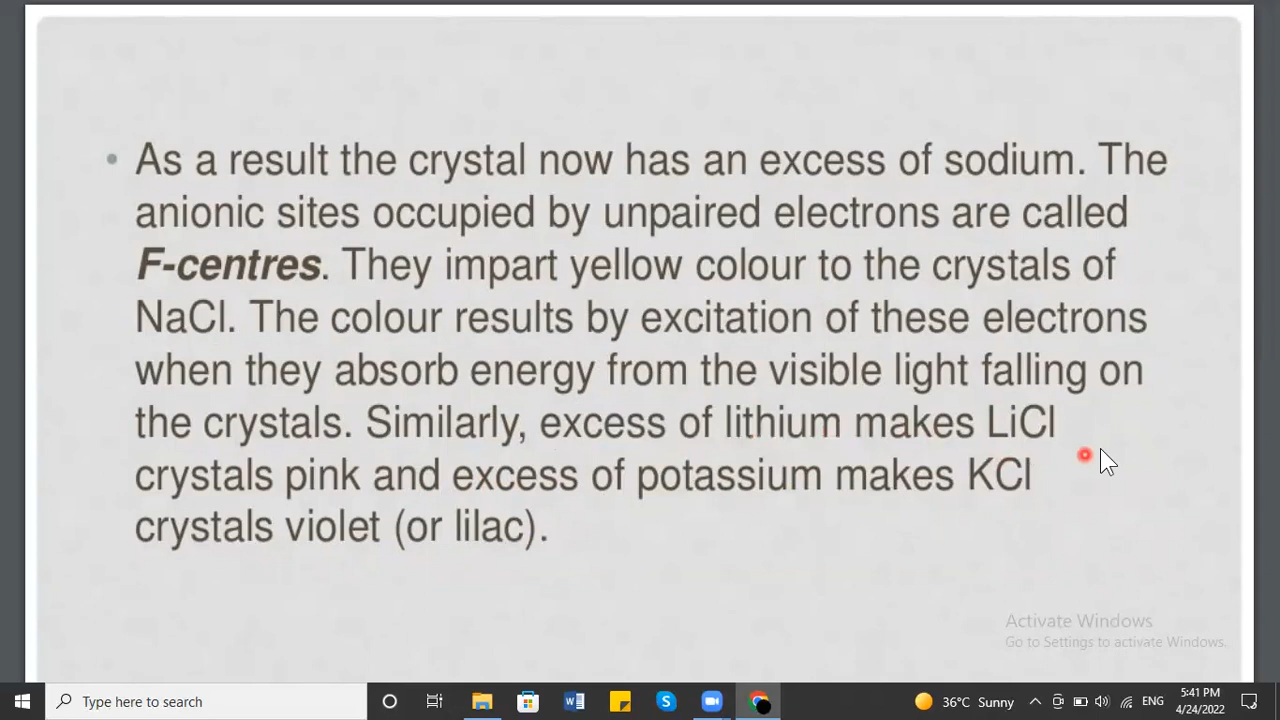 • As a result the crystal now has an excess of sodium. The
anionic sites occupied by unpaired electrons are called
F-centres. They impart yellow colour to the crystals of
NaCl. The colour results by excitation of these electrons
when they absorb energy from the visible light falling on
the crystals. Similarly, excess of lithium makes LiCl
crystals pink and excess of potassium makes KCl
crystals violet (or lilac).
Activate Windows
Go to Settings to activate Windows.
Type here to search
36°C Sunny
ENG
5:41 PM
4/24/2022